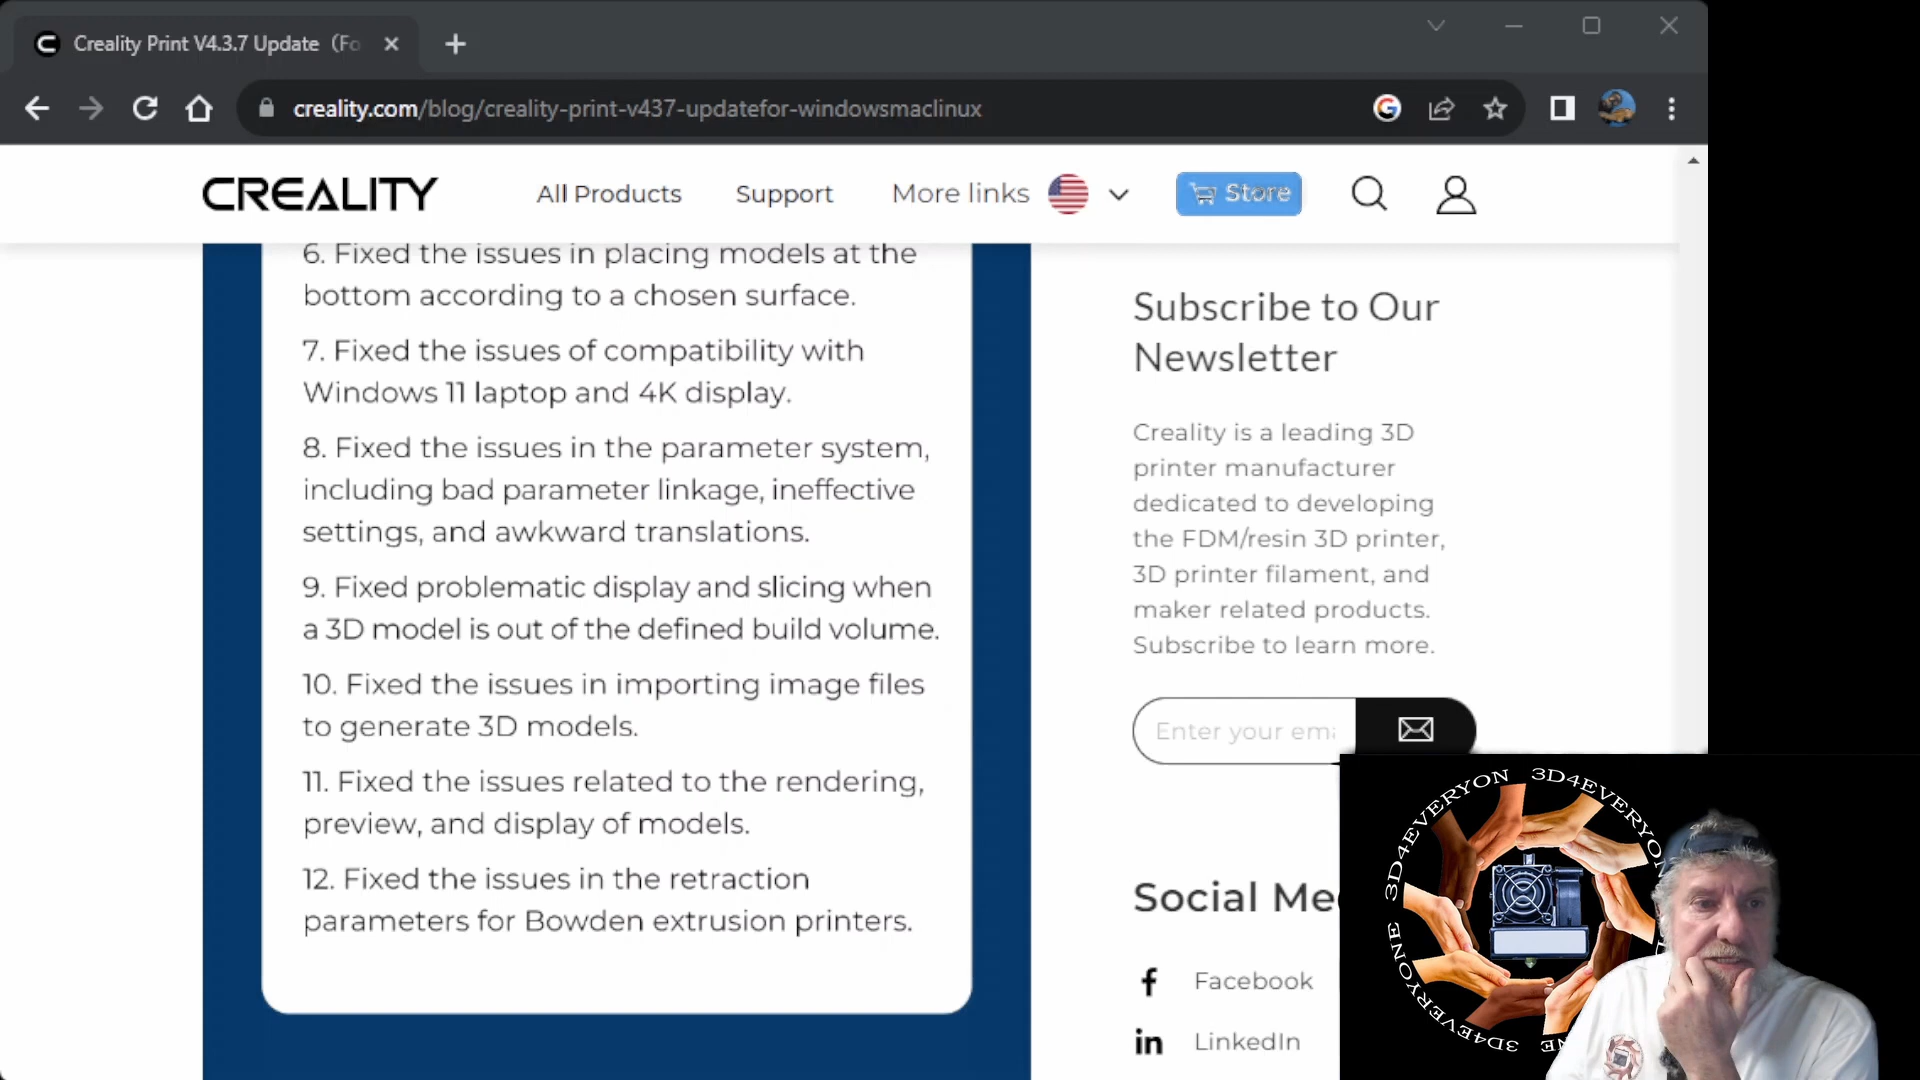 Creality Print V4.3.7 Update (Fo
creality.com/blog/creality-print-v437-updatefor-windowsmaclinux
CREALITY
All Products
Support
More links
Store
6. Fixed the issues in placing models at the
bottom according to a chosen surface.
7. Fixed the issues of compatibility with
Windows 11 laptop and 4K display.
8. Fixed the issues in the parameter system,
including bad parameter linkage, ineffective
settings, and awkward translations.
9. Fixed problematic display and slicing when
a 3D model is out of the defined build volume.
10. Fixed the issues in importing image files
to generate 3D models.
11. Fixed the issues related to the rendering,
preview, and display of models.
12. Fixed the issues in the retraction
parameters for Bowden extrusion printers.
Subscribe to Our
Newsletter
Creality is a leading 3D
printer manufacturer
dedicated to developing
the FDM/resin 3D printer,
3D printer filament, and
maker related products.
Subscribe to learn more.
Enter your ema
Social Me
Facebook
LinkedIn
3D4EVERYON
3D4EVERYO
3D4EVERYONE
NE